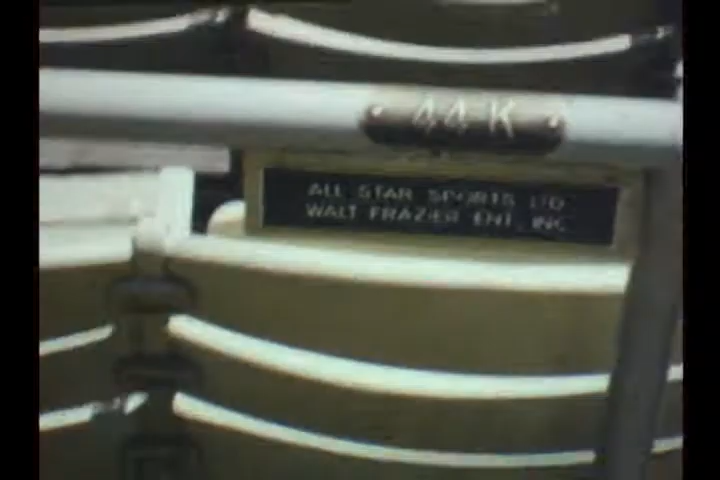 44 K
ALL STAR SPORTS LTD
WALT FRAZIER ENT. INC